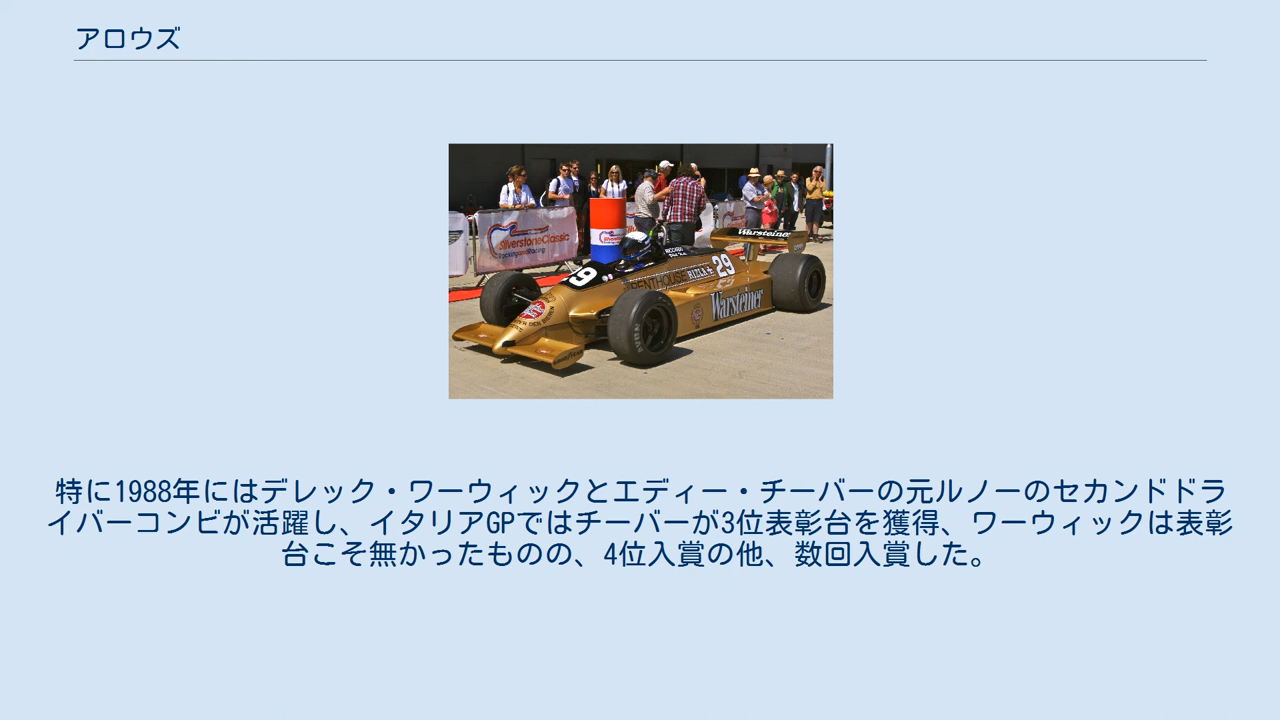 アロウズ
SilverstoneClassic
RockingandRacing
Warsteiner
29
29
PENTHOUSE RIZLA+
Warsteiner
特に1988年にはデレック・ワーウィックとエディー・チーバーの元ルノーのセカンドドラ
イバーコンビが活躍し、イタリアGPではチーバーが3位表彰台を獲得、ワーウィックは表彰
台こそ無かったものの、4位入賞の他、数回入賞した。